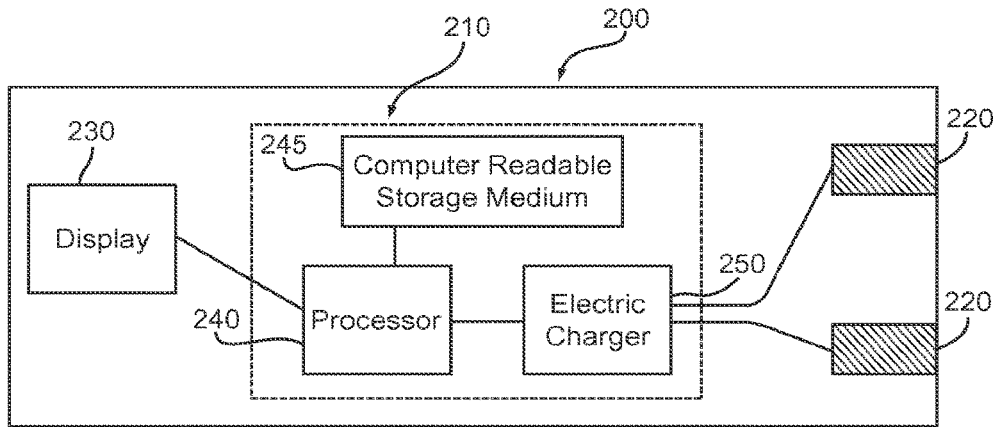 210
200
230
245
Computer Readable
Storage Medium
220
Display
250
Electric
Charger
Processor
240
220